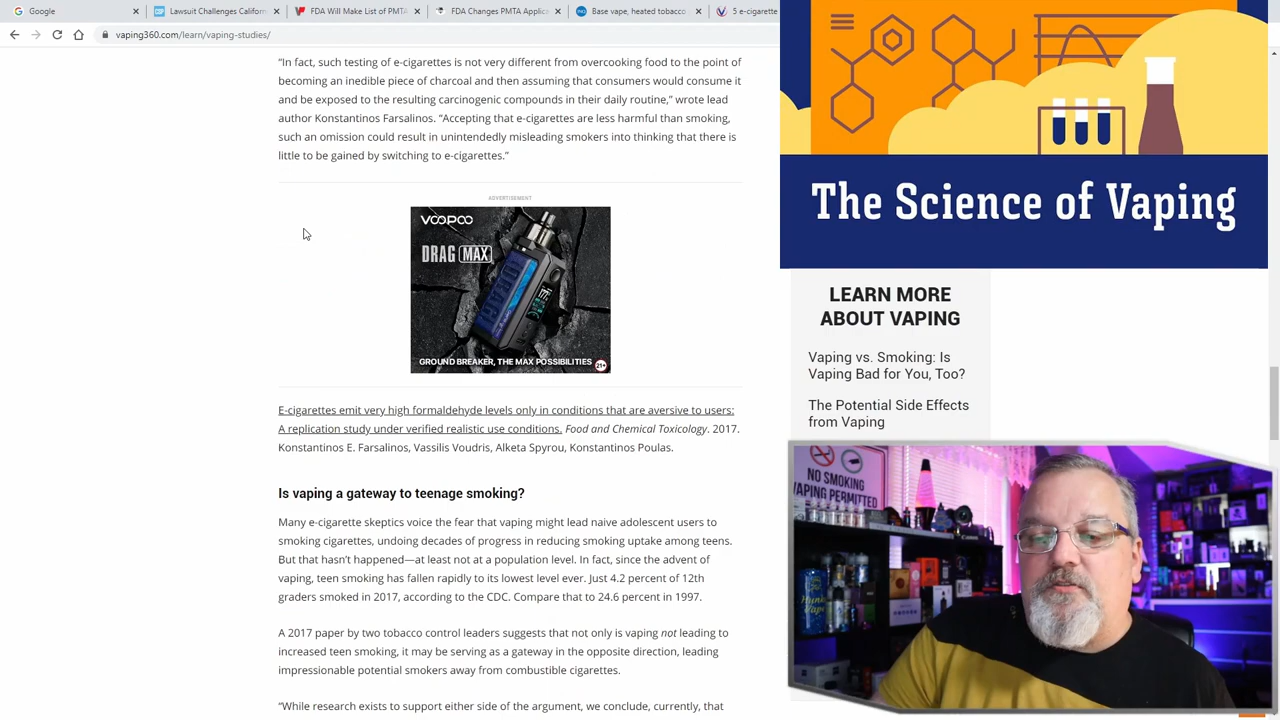 Google
Lawsuit Challenges Califorr
FDA Will Make List of PMTA
FDA Changes PMTA Applica
Base vape, heated tobacco
5 e-cigarette
vaping360.com/learn/vaping-studies/
"In fact, such testing of e-cigarettes is not very different from overcooking food to the point of
becoming an inedible piece of charcoal and then assuming that consumers would consume it
and be exposed to the resulting carcinogenic compounds in their daily routine," wrote lead
author Konstantinos Farsalinos. "Accepting that e-cigarettes are less harmful than smoking,
such an omission could result in unintendedly misleading smokers into thinking that there is
little to be gained by switching to e-cigarettes."
ADVERTISEMENT
VOOPOO
DRAG MAX
GROUND BREAKER, THE MAX POSSIBILITIES
21+
E-cigarettes emit very high formaldehyde levels only in conditions that are aversive to users:
A replication study under verified realistic use conditions. Food and Chemical Toxicology. 2017.
Konstantinos E. Farsalinos, Vassilis Voudris, Alketa Spyrou, Konstantinos Poulas.
Is vaping a gateway to teenage smoking?
Many e-cigarette skeptics voice the fear that vaping might lead naive adolescent users to
smoking cigarettes, undoing decades of progress in reducing smoking uptake among teens.
But that hasn't happened—at least not at a population level. In fact, since the advent of
vaping, teen smoking has fallen rapidly to its lowest level ever. Just 4.2 percent of 12th
graders smoked in 2017, according to the CDC. Compare that to 24.6 percent in 1997.
A 2017 paper by two tobacco control leaders suggests that not only is vaping not leading to
increased teen smoking, it may be serving as a gateway in the opposite direction, leading
impressionable potential smokers away from combustible cigarettes.
"While research exists to support either side of the argument, we conclude, currently, that
The Science of Vaping
LEARN MORE
ABOUT VAPING
Vaping vs. Smoking: Is
Vaping Bad for You, Too?
The Potential Side Effects
from Vaping
NO SMOKING
VAPING PERMITTED